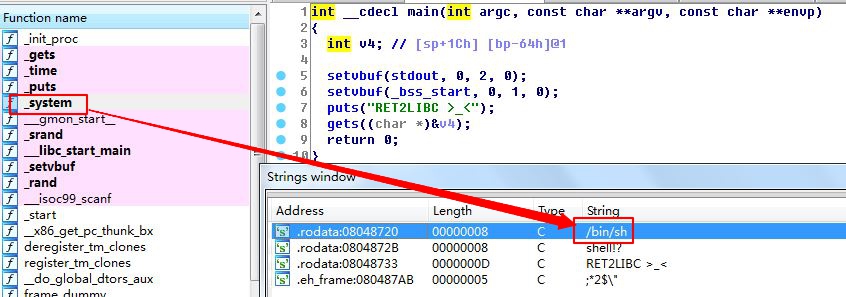 Function name
_init_proc
_gets
_time
_puts
_system
__gmon_start__
_srand
__libc_start_main
_setvbuf
_rand
__isoc99_scanf
_start
__x86_get_pc_thunk_bx
deregister_tm_clones
register_tm_clones
__do_global_dtors_aux
frame_dummy
1 int __cdecl main(int argc, const char **argv, const char **envp)
2 {
3 int v4; // [sp+1Ch] [bp-64h]@1
4
5 setvbuf(stdout, 0, 2, 0);
6 setvbuf(_bss_start, 0, 1, 0);
7 puts("RET2LIBC >_<");
8 gets((char *)&v4);
9 return 0;
10 }
Strings window
Address Length Type String
.rodata:08048720 00000008 C /bin/sh
.rodata:0804872B 00000008 C shell!?
.rodata:08048733 0000000D C RET2LIBC >_<
.eh_frame:080487AB 00000005 C ;*2$\"